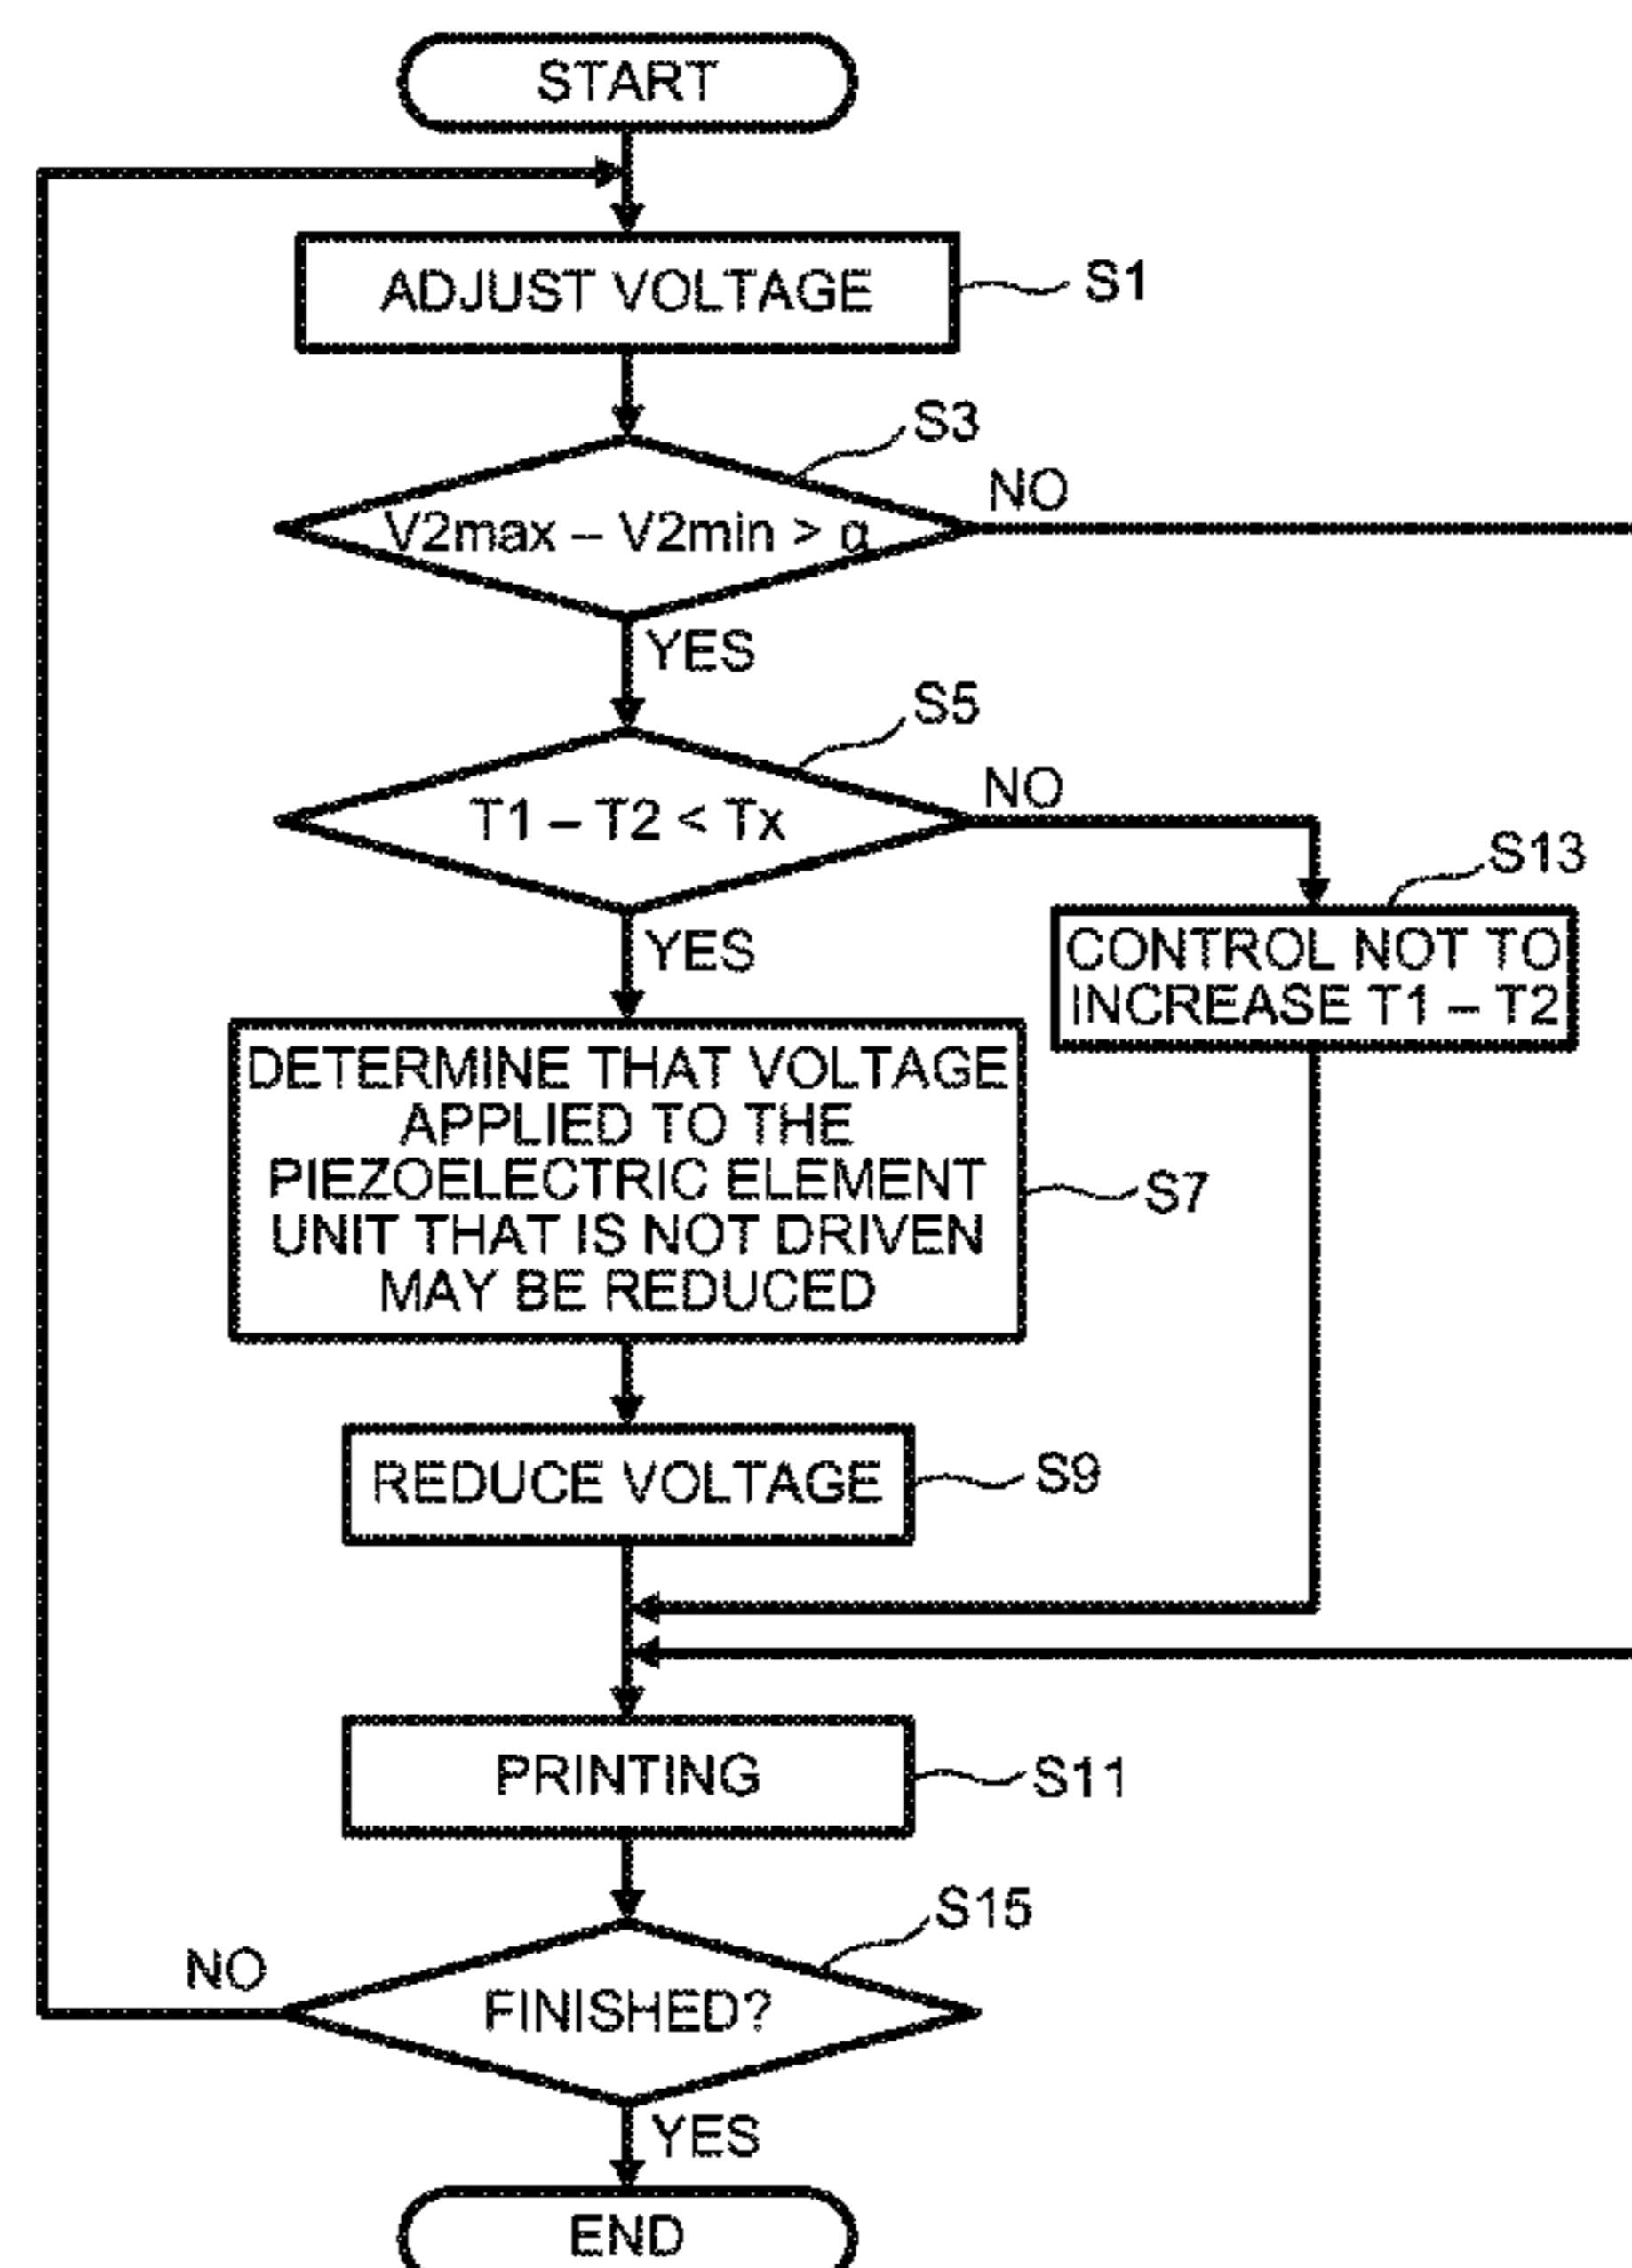 START
ADJUST VOLTAGE
S1
S3
V2max – V2min > α
NO
YES
S5
T1 – T2 < Tx
NO
YES
S13
CONTROL NOT TO
INCREASE T1 – T2
DETERMINE THAT VOLTAGE
APPLIED TO THE
PIEZOELECTRIC ELEMENT
UNIT THAT IS NOT DRIVEN
MAY BE REDUCED
S7
REDUCE VOLTAGE
S9
PRINTING
S11
S15
FINISHED?
NO
YES
END